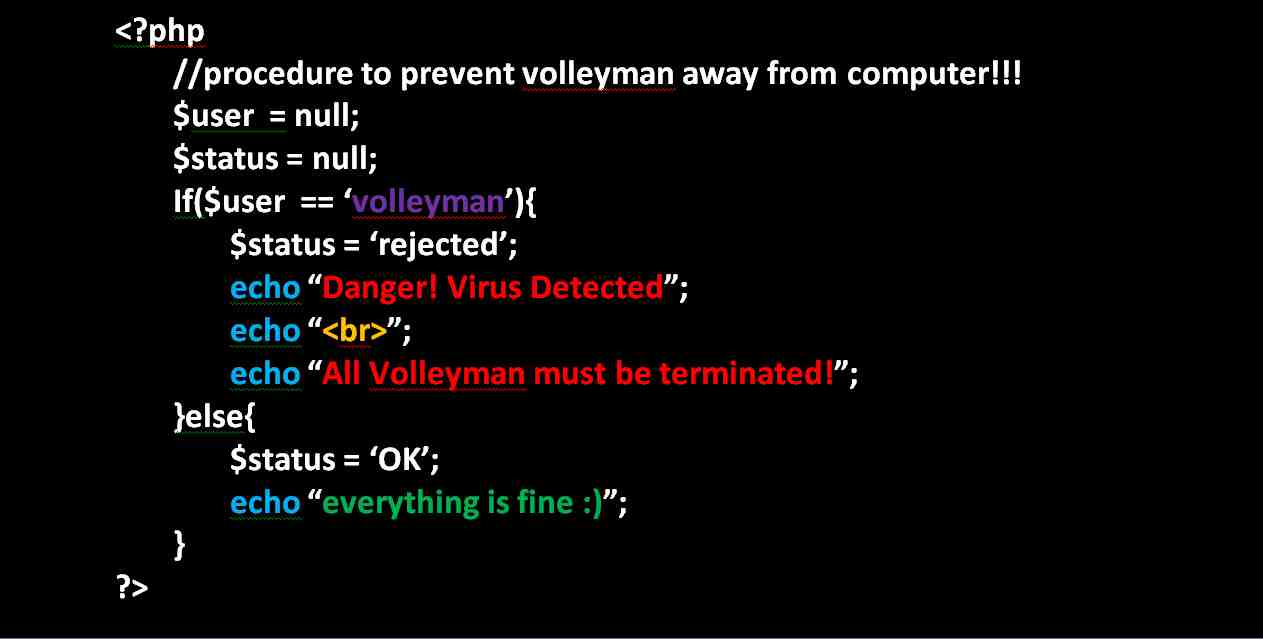 <?php
//procedure to prevent volleyman away from computer!!!
$user  = null;
$status = null;
If($user  == ‘volleyman’){
$status = ‘rejected’;
echo “Danger! Virus Detected”;
echo “<br>”;
echo “All Volleyman must be terminated!”;
}else{
$status = ‘OK’;
echo “everything is fine :)”;
}
?>